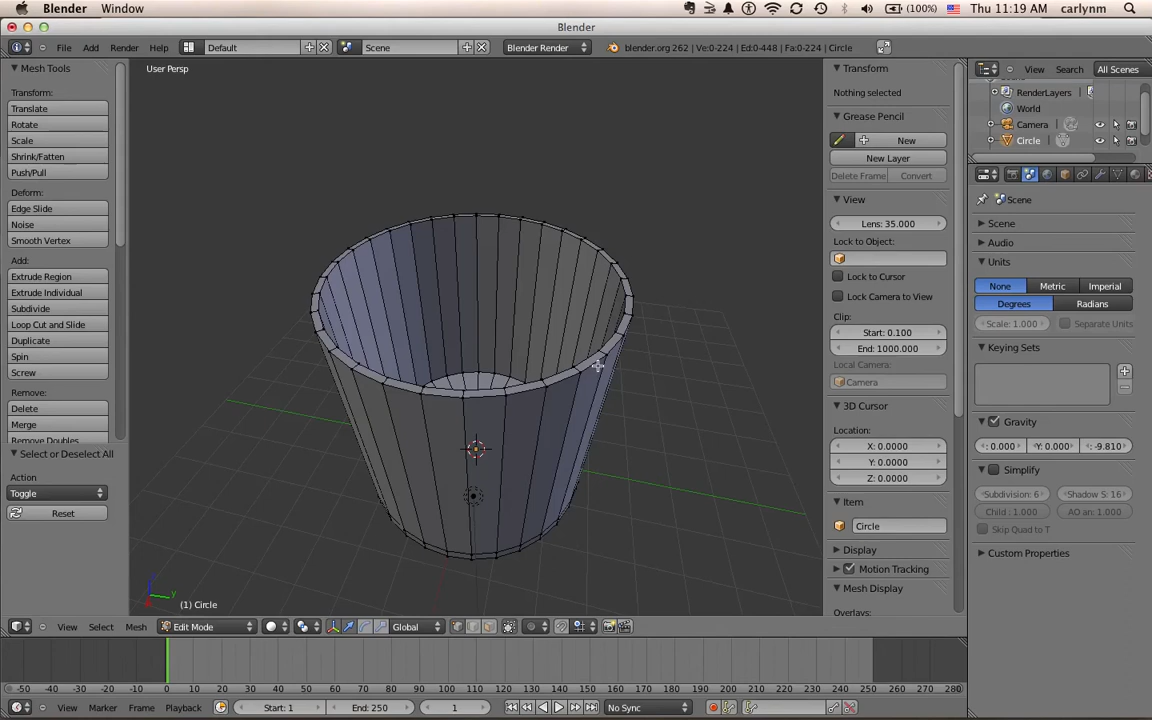 Window
(100%)
Thu 11:19 AM
carlynm
Blender
File
Add
Render
Help
Default
Scene
Blender Render
blender.org 262 | Ve:0-224 | Ed:0-448 | Fa:0-224 | Circle
Mesh Tools
Transform:
Translate
Rotate
Scale
Shrink/Fatten
Push/Pull
Deform:
Edge Slide
Noise
Smooth Vertex
Add:
Extrude Region
Extrude Individual
Subdivide
Loop Cut and Slide
Duplicate
Spin
Screw
Remove:
Delete
Merge
Remove Doubles
Select or Deselect All
Action
Toggle
Reset
User Persp
(1) Circle
View
Select
Mesh
Edit Mode
Global
Transform
Nothing selected
Grease Pencil
New
New Layer
Delete Frame
Convert
View
Lens: 35.000
Lock to Object:
Lock to Cursor
Lock Camera to View
Clip:
Start: 0.100
End: 1000.000
Local Camera:
Camera
3D Cursor
Location:
X: 0.0000
Y: 0.0000
Z: 0.0000
Item
Circle
Display
Motion Tracking
Mesh Display
Overlays:
View
Search
All Scenes
RenderLayers
World
Camera
Circle
Scene
Scene
Audio
Units
None
Metric
Imperial
Degrees
Radians
Scale: 1.000
Separate Units
Keying Sets
Gravity
: 0.000
Y: 0.000
: -9.810
Simplify
Subdivision: 6
Shadow S: 16
Child : 1.000
AO an: 1.000
Skip Quad to T
Custom Properties
-50 -40 -30 -20 -10 0 10 20 30 40 50 60 70 80 90 100 110 120 130 140 150 160 170 180 190 200 210 220 230 240 250 260 270 280
View
Marker
Frame
Playback
Start: 1
End: 250
1
No Sync